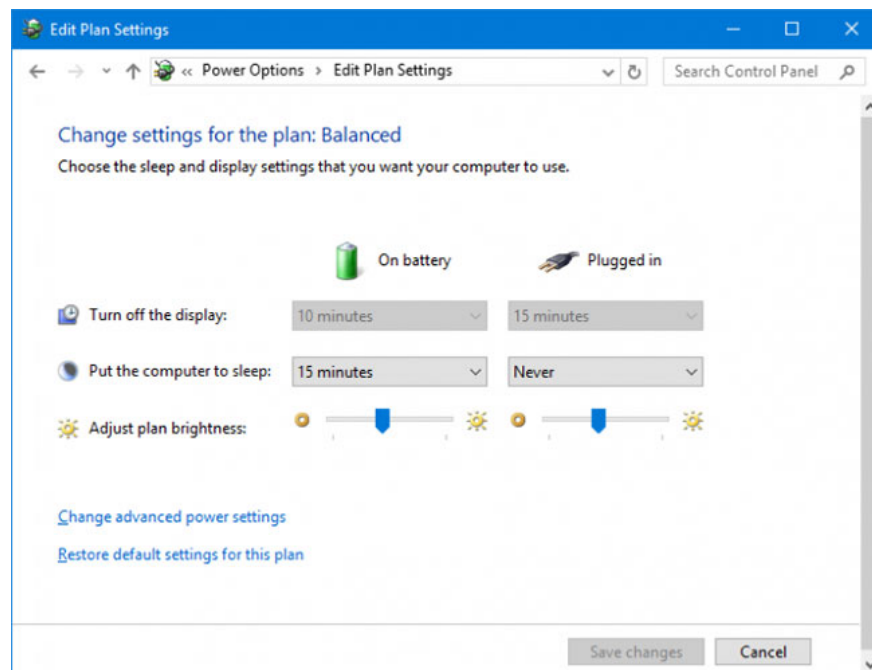 Edit Plan Settings
« Power Options > Edit Plan Settings
Search Control Panel
Change settings for the plan: Balanced
Choose the sleep and display settings that you want your computer to use.
On battery Plugged in
Turn off the display: 10 minutes 15 minutes
Put the computer to sleep: 15 minutes Never
Adjust plan brightness:
Change advanced power settings
Restore default settings for this plan
Save changes Cancel